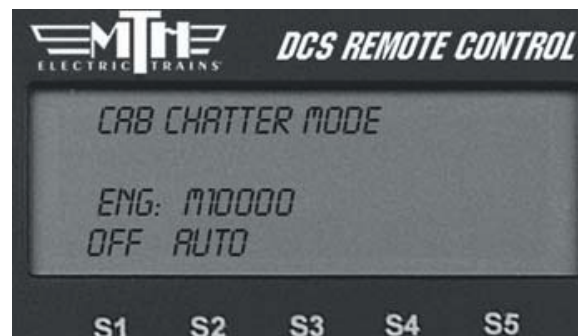 MTH DCS REMOTE CONTROL
ELECTRIC TRAINS
CAB CHATTER MODE
ENG: M10000
OFF AUTO
S1 S2 S3 S4 S5